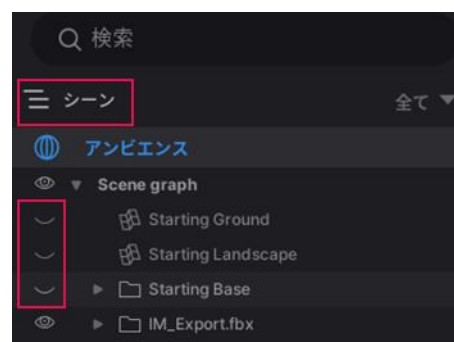 検索
シーン 全て
アンビエンス
Scene graph
Starting Ground
Starting Landscape
Starting Base
IM_Export.fbx